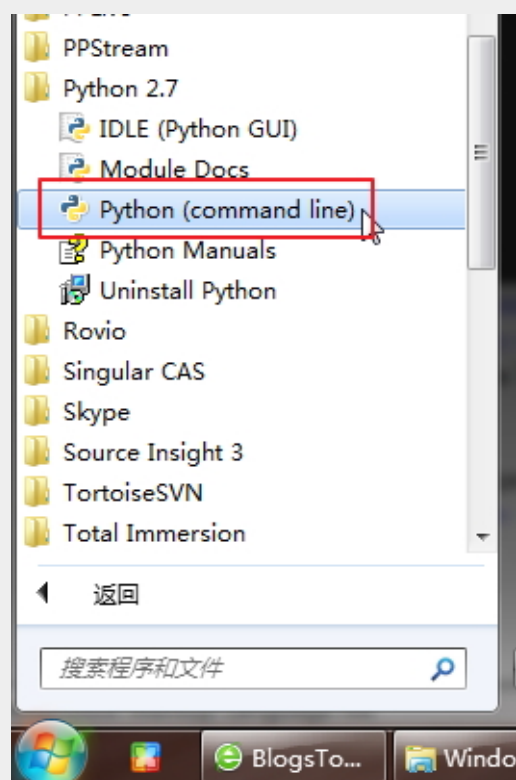 PPStream
Python 2.7
IDLE (Python GUI)
Module Docs
Python (command line)
Python Manuals
Uninstall Python
Rovio
Singular CAS
Skype
Source Insight 3
TortoiseSVN
Total Immersion
返回
搜索程序和文件
BlogsTo... Windo